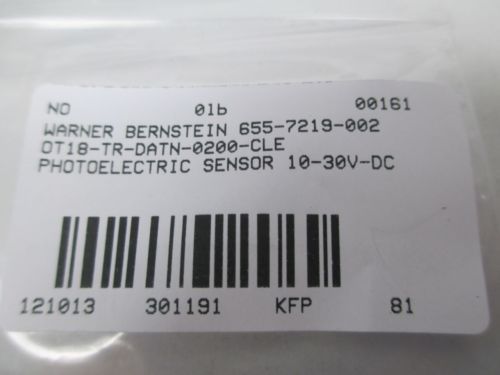 NO 01b 00161
WARNER BERNSTEIN 655-7219-002
OT18-TR-DATN-0200-CLE
PHOTOELECTRIC SENSOR 10-30V-DC
121013 301191 KFP 81